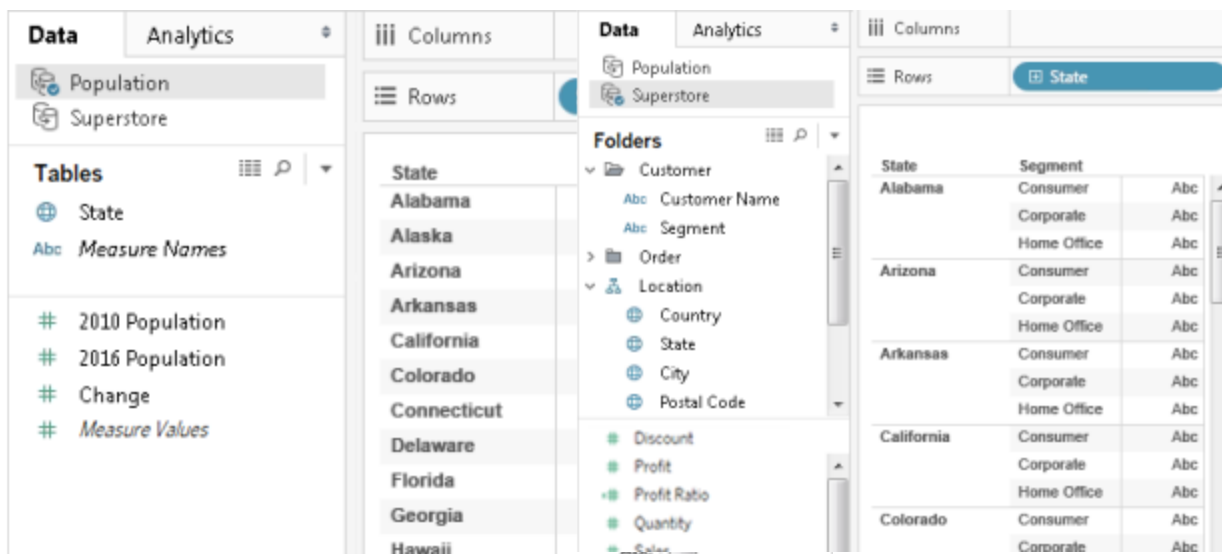 Data Analytics
Population
Superstore
Tables
State
Abc Measure Names
# 2010 Population
# 2016 Population
# Change
# Measure Values
Columns
Rows
State
Alabama
Alaska
Arizona
Arkansas
California
Colorado
Connecticut
Delaware
Florida
Georgia
Hawaii
Data Analytics
Population
Superstore
Folders
Customer
Abc Customer Name
Abc Segment
Order
Location
Country
State
City
Postal Code
# Discount
# Profit
# Profit Ratio
# Quantity
# Sales
Columns
Rows State
State Segment
Alabama Consumer Abc
Corporate Abc
Home Office Abc
Arizona Consumer Abc
Corporate Abc
Home Office Abc
Arkansas Consumer Abc
Corporate Abc
Home Office Abc
California Consumer Abc
Corporate Abc
Home Office Abc
Colorado Consumer Abc
Corporate Abc